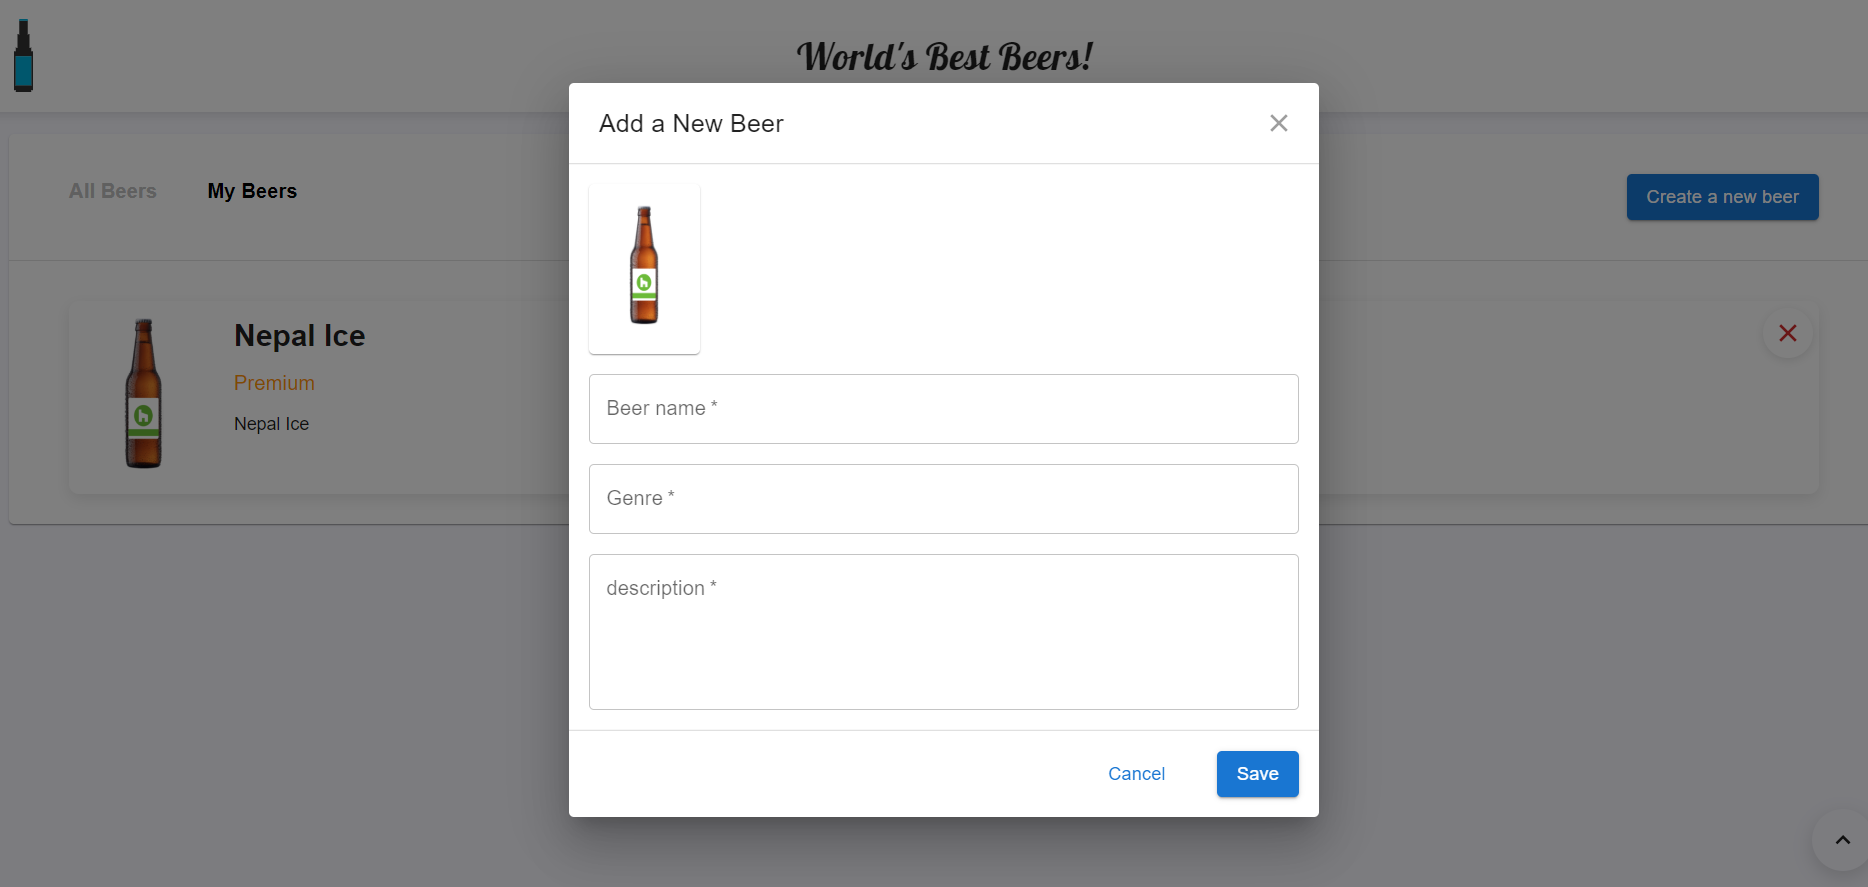 World's Best Beers!
All Beers
My Beers
Create a new beer
Nepal Ice
Premium
Nepal Ice
Add a New Beer
Beer name *
Genre *
description *
Cancel
Save